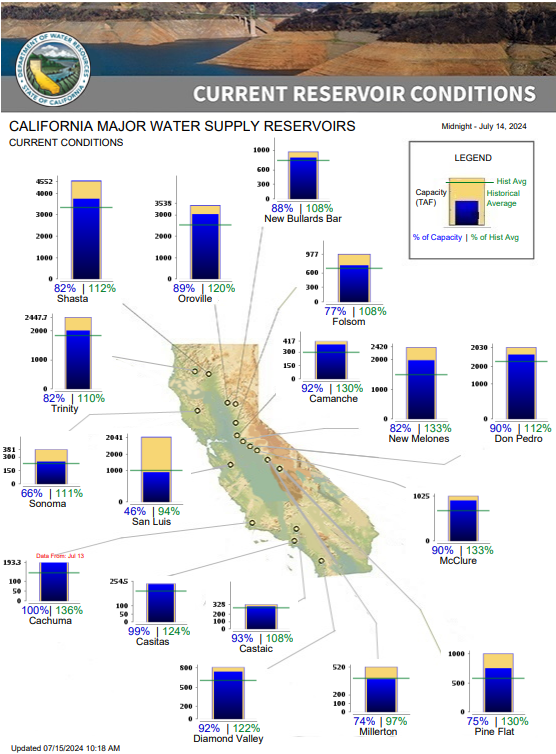 DEPARTMENT OF WATER RESOURCES
STATE OF CALIFORNIA
CURRENT RESERVOIR CONDITIONS
CALIFORNIA MAJOR WATER SUPPLY RESERVOIRS
Midnight - July 14, 2024
CURRENT CONDITIONS
LEGEND
Hist Avg
Capacity
(TAF)
Historical
Average
% of Capacity | % of Hist Avg
1000
600
300
0
88% | 108%
New Bullards Bar
4552
4000
3000
2000
1000
0
82% | 112%
Shasta
3538
2000
1000
0
89% | 120%
Oroville
977
600
300
0
77% | 108%
Folsom
2447.7
2000
1000
0
82% | 110%
Trinity
417
300
150
0
92% | 130%
Camanche
2420
2000
1000
0
82% | 133%
New Melones
2030
2000
1000
0
90% | 112%
Don Pedro
381
300
150
0
66% | 111%
Sonoma
2041
1000
0
46% | 94%
San Luis
1025
400
0
90% | 133%
McClure
Data From: Jul 13
193.3
100
50
0
100%| 136%
Cachuma
254.5
100
50
0
99% | 124%
Casitas
325
200
100
0
93% | 108%
Castaic
800
600
300
0
92% | 122%
Diamond Valley
520
400
200
0
74% | 97%
Millerton
1000
600
300
0
75% | 130%
Pine Flat
Updated 07/15/2024 10:18 AM